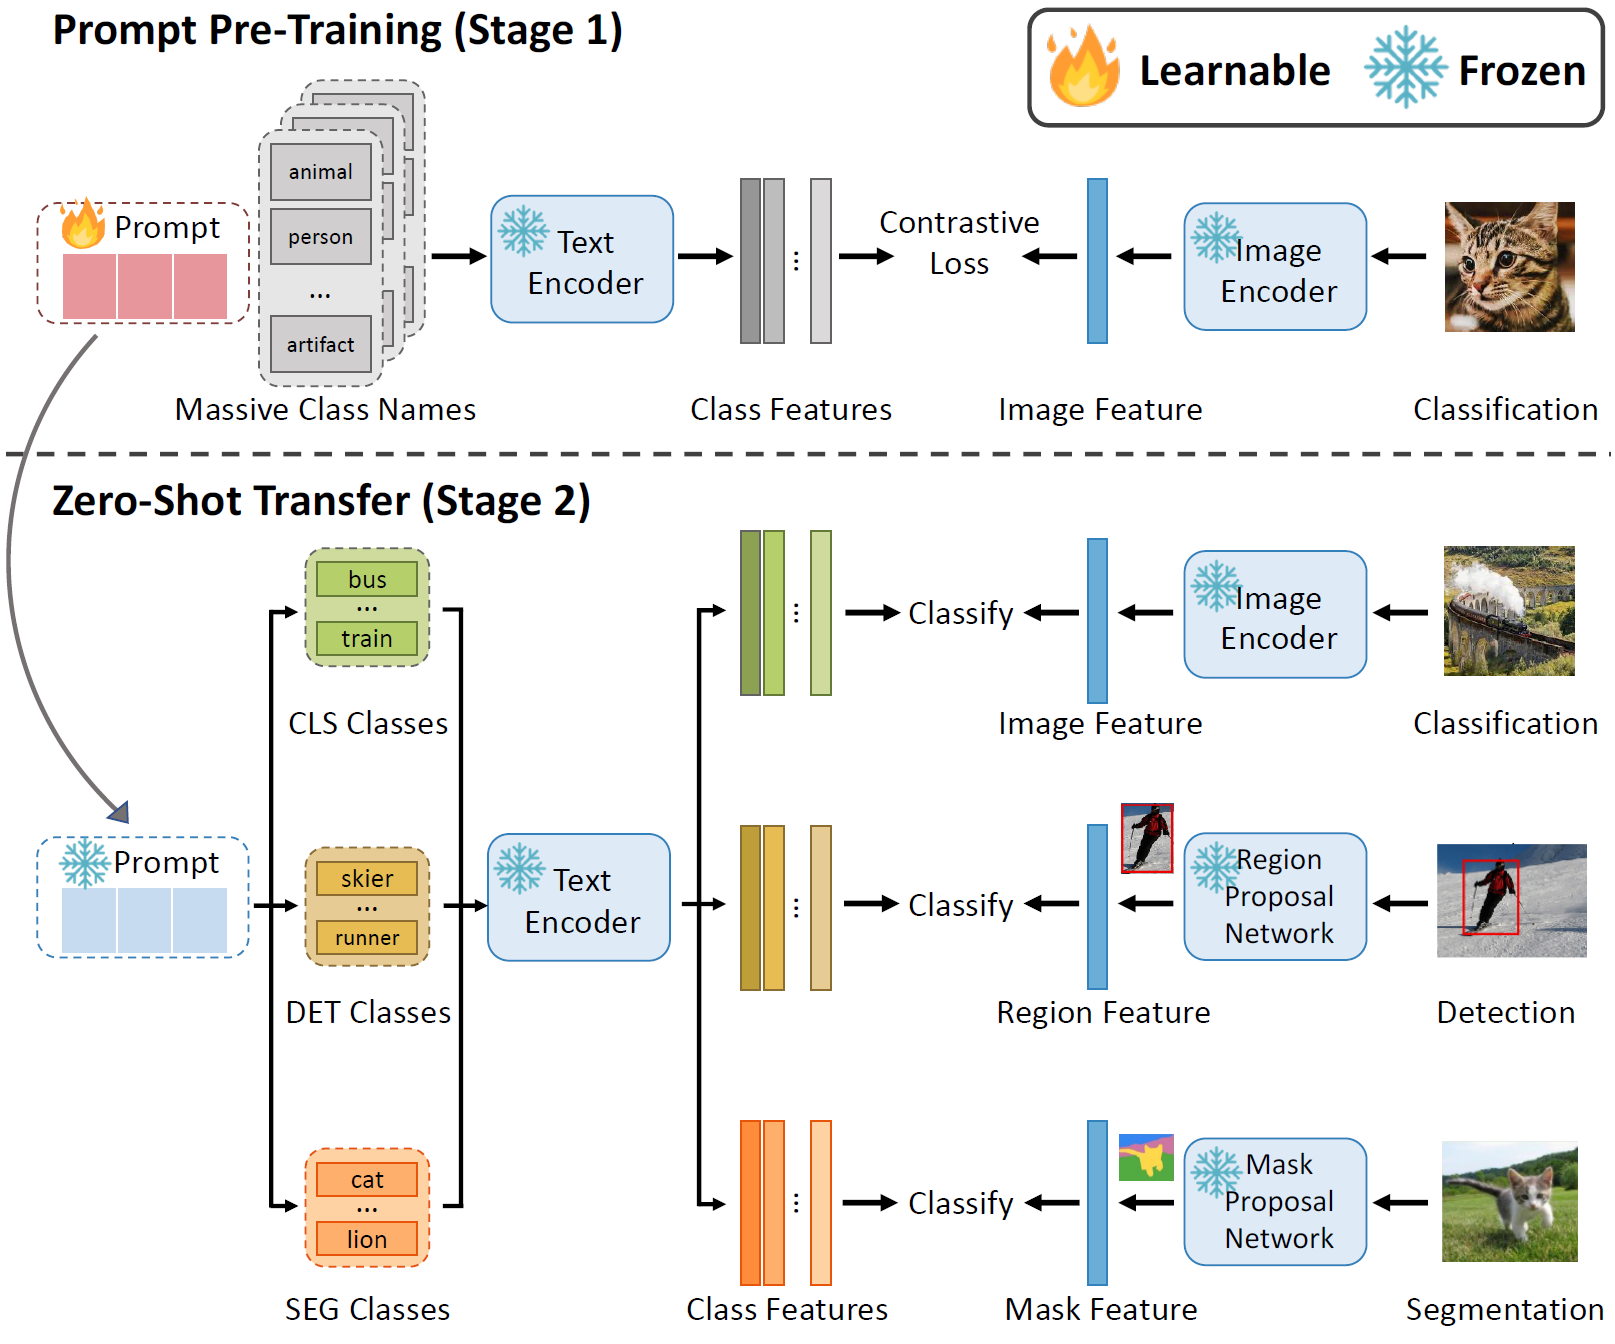 Prompt Pre-Training (Stage 1)
Learnable
Frozen
Prompt
animal
person
...
artifact
Massive Class Names
Text
Encoder
...
Class Features
Contrastive
Loss
Image Feature
Image
Encoder
Classification
Zero-Shot Transfer (Stage 2)
Prompt
bus
...
train
CLS Classes
skier
...
runner
DET Classes
cat
...
lion
SEG Classes
Text
Encoder
...
Classify
Image Feature
Image
Encoder
Classification
...
Classify
Region Feature
Region
Proposal
Network
Detection
...
Class Features
Classify
Mask Feature
Mask
Proposal
Network
Segmentation